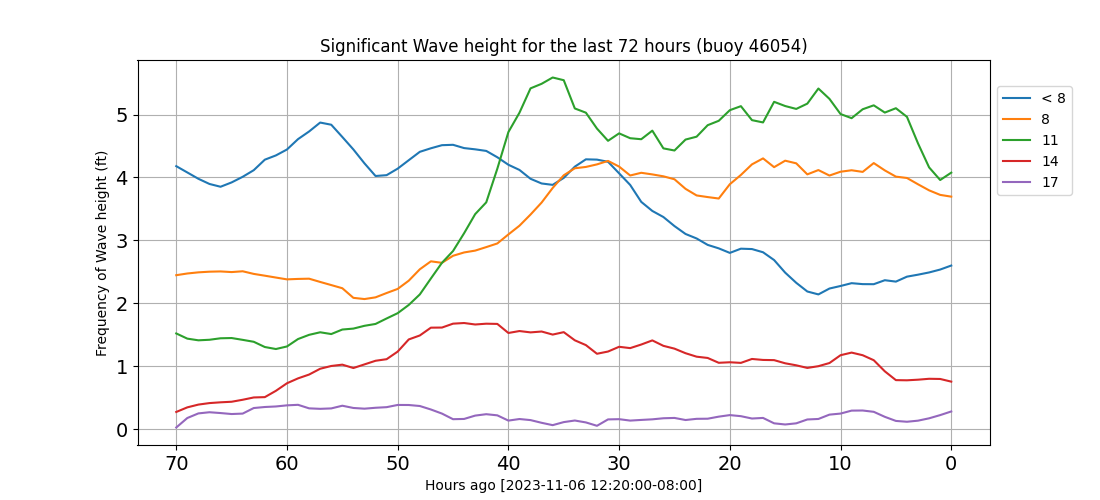 Significant Wave height for the last 72 hours (buoy 46054)
Frequency of Wave height (ft)
5
4
3
2
1
0
70 60 50 40 30 20 10 0
Hours ago [2023-11-06 12:20:00-08:00]
< 8
8
11
14
17